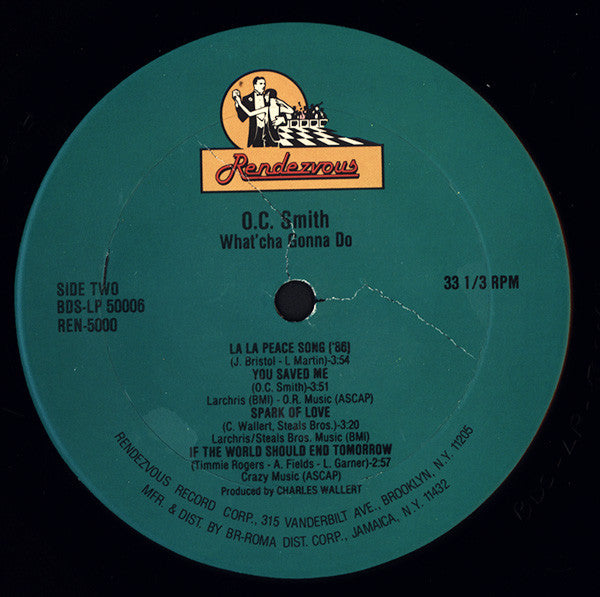 Rendezvous
O.C. Smith
What'cha Gonna Do
SIDE TWO
BDS-LP 50006
REN-5000
33 1/3 RPM
LA LA PEACE SONG ('86)
(J. Bristol - L. Martin)-3:54
YOU SAVED ME
(O.C. Smith)-3:51
Larchris (BMI) - O.R. Music (ASCAP)
SPARK OF LOVE
(C. Wallert, Steals Bros.)-3:20
Larchris/Steals Bros. Music (BMI)
IF THE WORLD SHOULD END TOMORROW
(Timmie Rogers - A. Fields - L. Garner)-2:57
Crazy Music (ASCAP)
Produced by CHARLES WALLERT
RENDEZVOUS RECORD CORP., 315 VANDERBILT AVE., BROOKLYN, N.Y. 11205
MFR. & DIST. BY BR-ROMA DIST. CORP., JAMAICA, N.Y. 11432